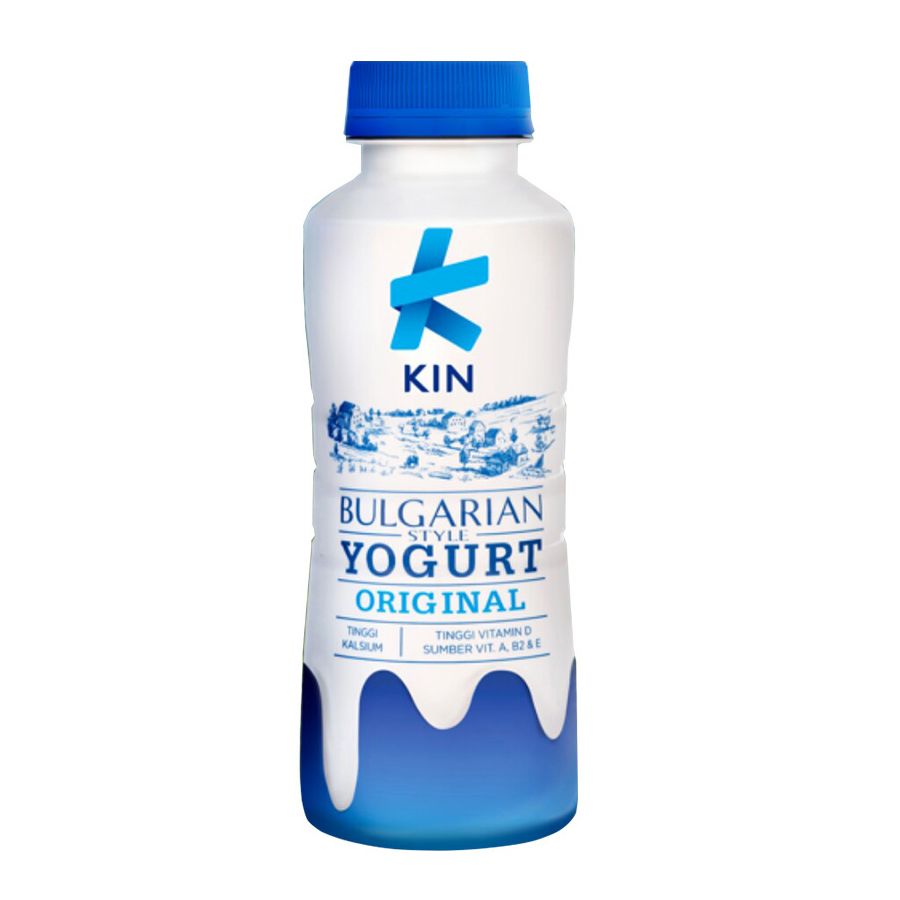 KIN
BULGARIAN
STYLE
YOGURT
ORIGINAL
TINGGI
KALSIUM
TINGGI VITAMIN D
SUMBER VIT. A, B2 & E